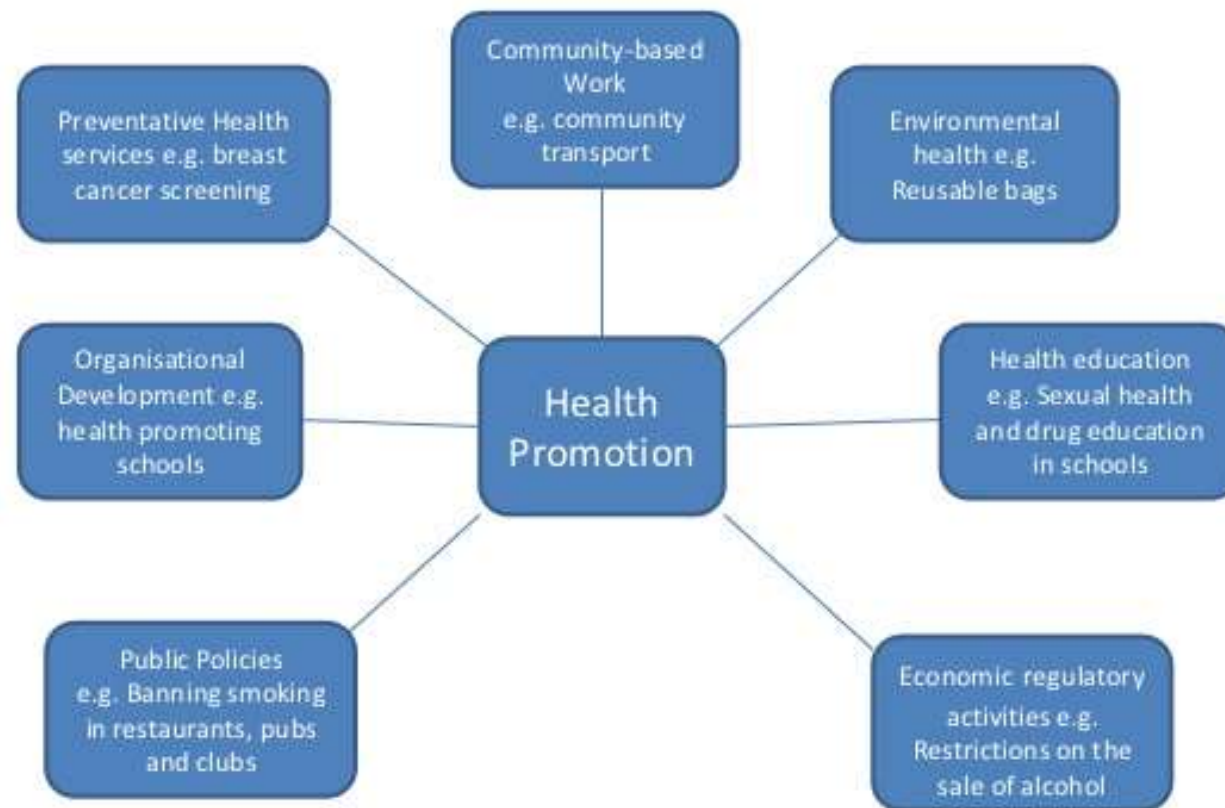 Community-based
Work
e.g. community
transport
Preventative Health
services e.g. breast
cancer screening
Environmental
health e.g.
Reusable bags
Organisational
Development e.g.
health promoting
schools
Health
Promotion
Health education
e.g. Sexual health
and drug education
in schools
Public Policies
e.g. Banning smoking
in restaurants, pubs
and clubs
Economic regulatory
activities e.g.
Restrictions on the
sale of alcohol